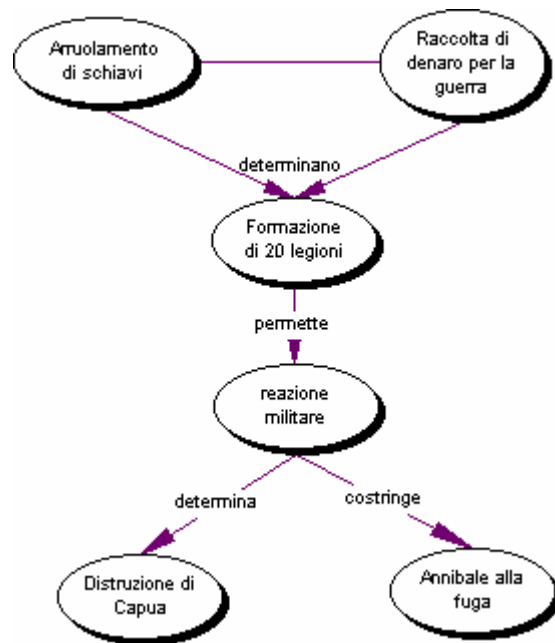 Arruolamento
di schiavi
Raccolta di
denaro per la
guerra
determinano
Formazione
di 20 legioni
permette
reazione
militare
determina
costringe
Distruzione di
Capua
Annibale alla
fuga